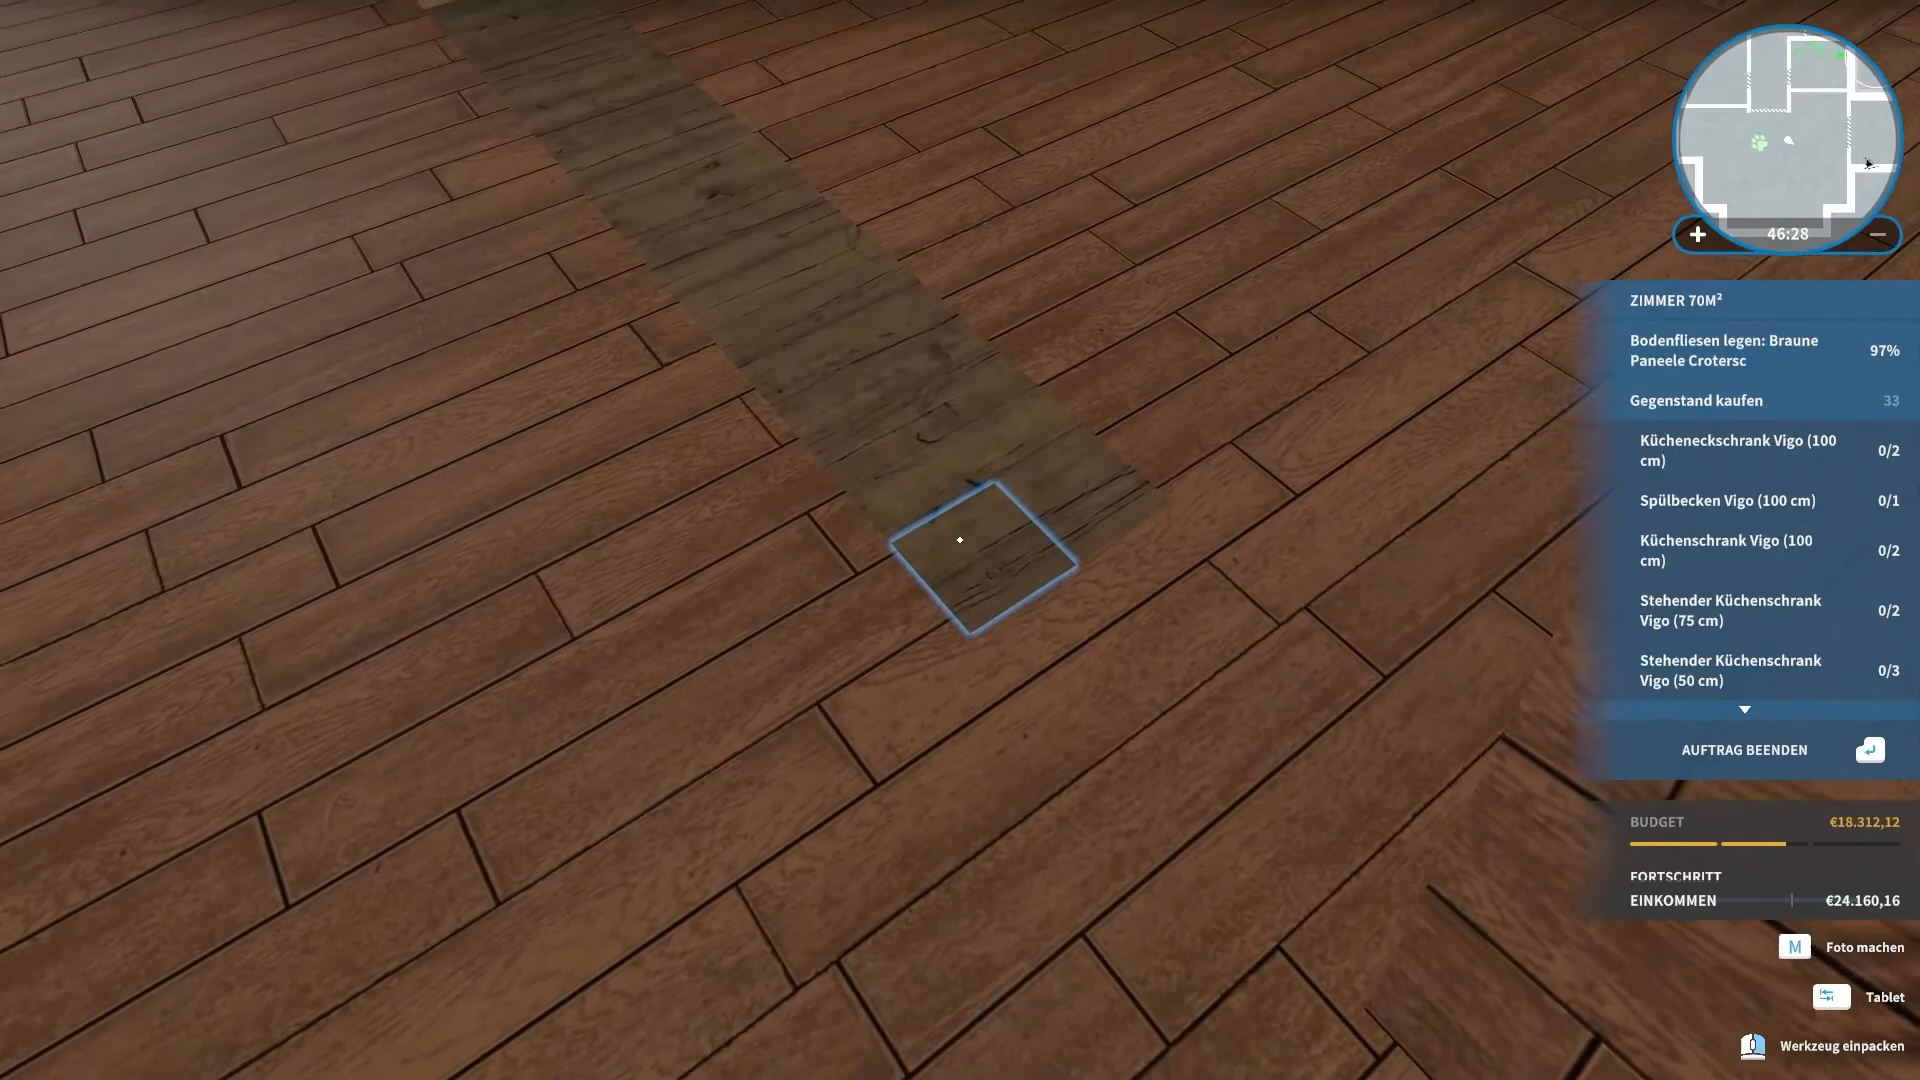 46:28
ZIMMER 70M²
Bodenfliesen legen: Braune
Paneele Crotersc
97%
Gegenstand kaufen
33
Kücheneckschrank Vigo (100
cm)
0/2
Spülbecken Vigo (100 cm)
0/1
Küchenschrank Vigo (100
cm)
0/2
Stehender Küchenschrank
Vigo (75 cm)
0/2
Stehender Küchenschrank
Vigo (50 cm)
0/3
AUFTRAG BEENDEN
BUDGET
€18.312,12
FORTSCHRITT
EINKOMMEN
€24.160,16
M
Foto machen
Tablet
Werkzeug einpacken